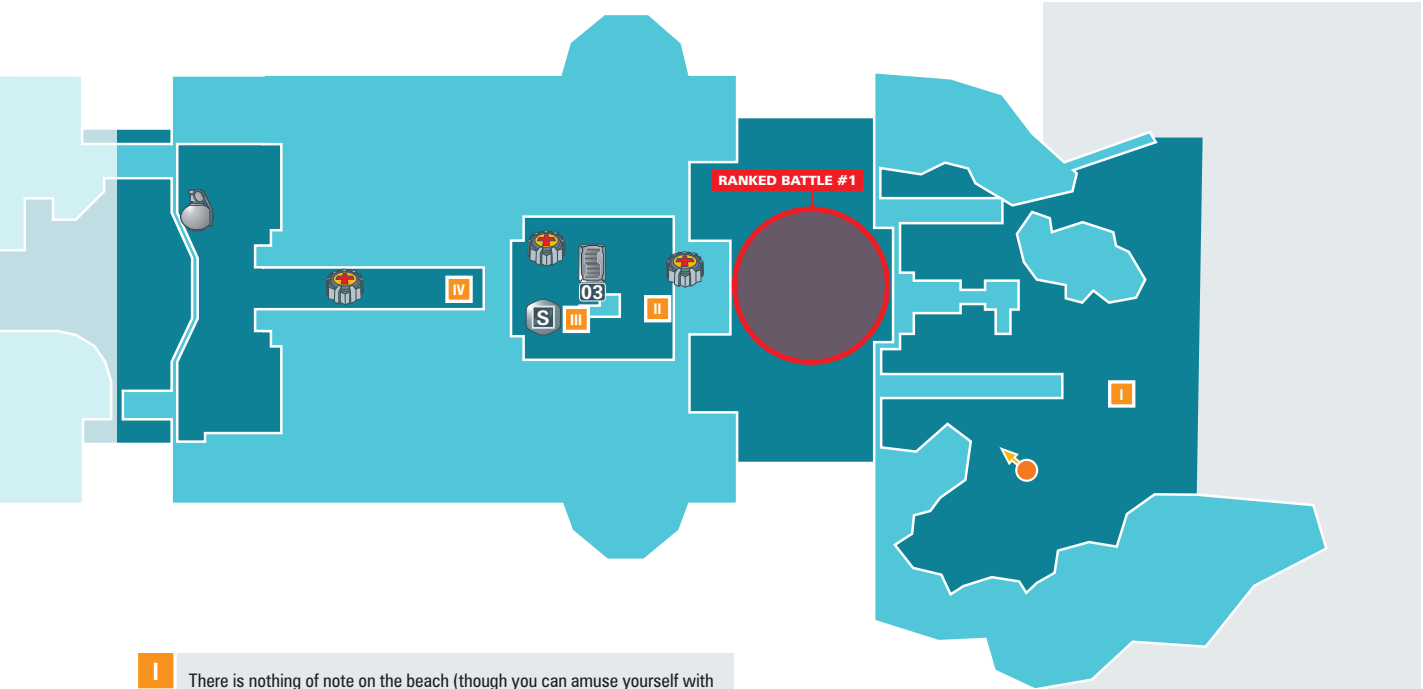 RANKED BATTLE #1
IV
03
S
III
II
I
I
There is nothing of note on the beach (though you can amuse yourself with